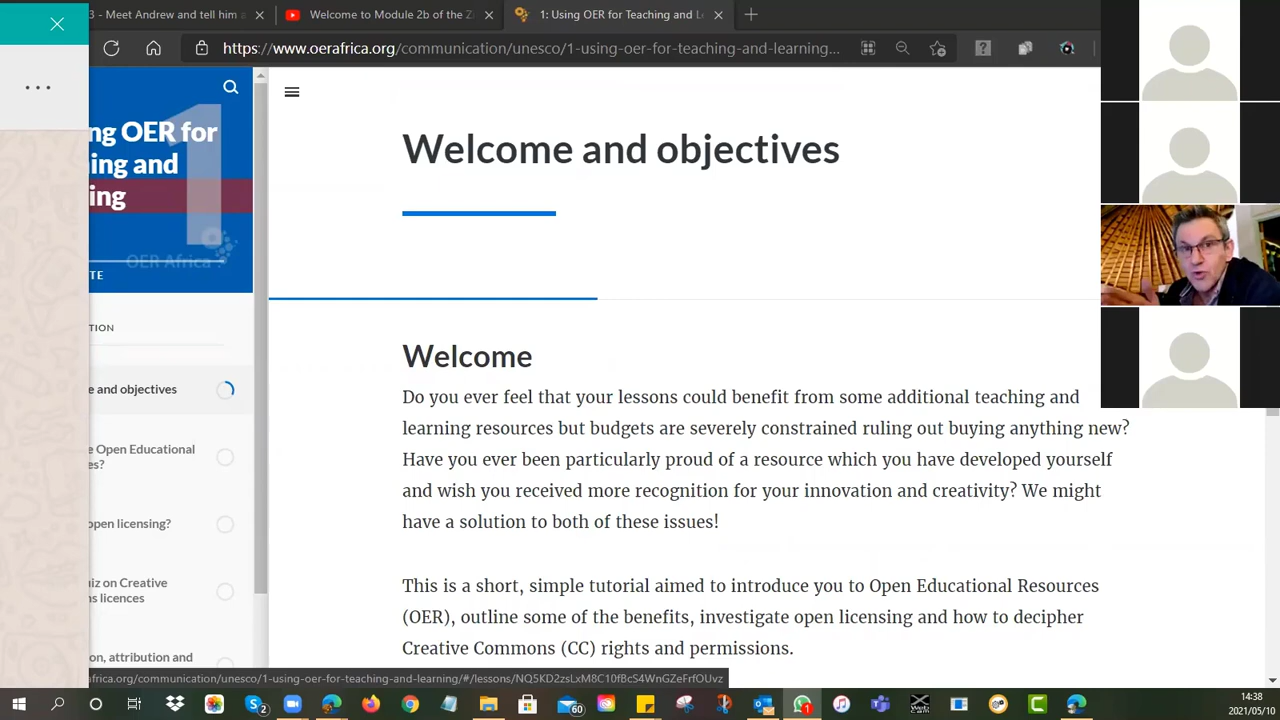 3 - Meet Andrew and tell him a
Welcome to Module 2b of the Zi
1: Using OER for Teaching and Le
https://www.oerafrica.org/communication/unesco/1-using-oer-for-teaching-and-learning...
ng OER for
ing and
ing
1
OER Africa
TE
TION
e and objectives
e Open Educational
es?
open licensing?
iz on Creative
ns licences
on, attribution and
Welcome and objectives
Welcome
Do you ever feel that your lessons could benefit from some additional teaching and
learning resources but budgets are severely constrained ruling out buying anything new?
Have you ever been particularly proud of a resource which you have developed yourself
and wish you received more recognition for your innovation and creativity? We might
have a solution to both of these issues!
This is a short, simple tutorial aimed to introduce you to Open Educational Resources
(OER), outline some of the benefits, investigate open licensing and how to decipher
Creative Commons (CC) rights and permissions.
africa.org/communication/unesco/1-using-oer-for-teaching-and-learning/#/lessons/NQ5KD2zsLxM8C10fBcS4WnGZeFrfOUvz
2
60
1
14:38
2021/05/10